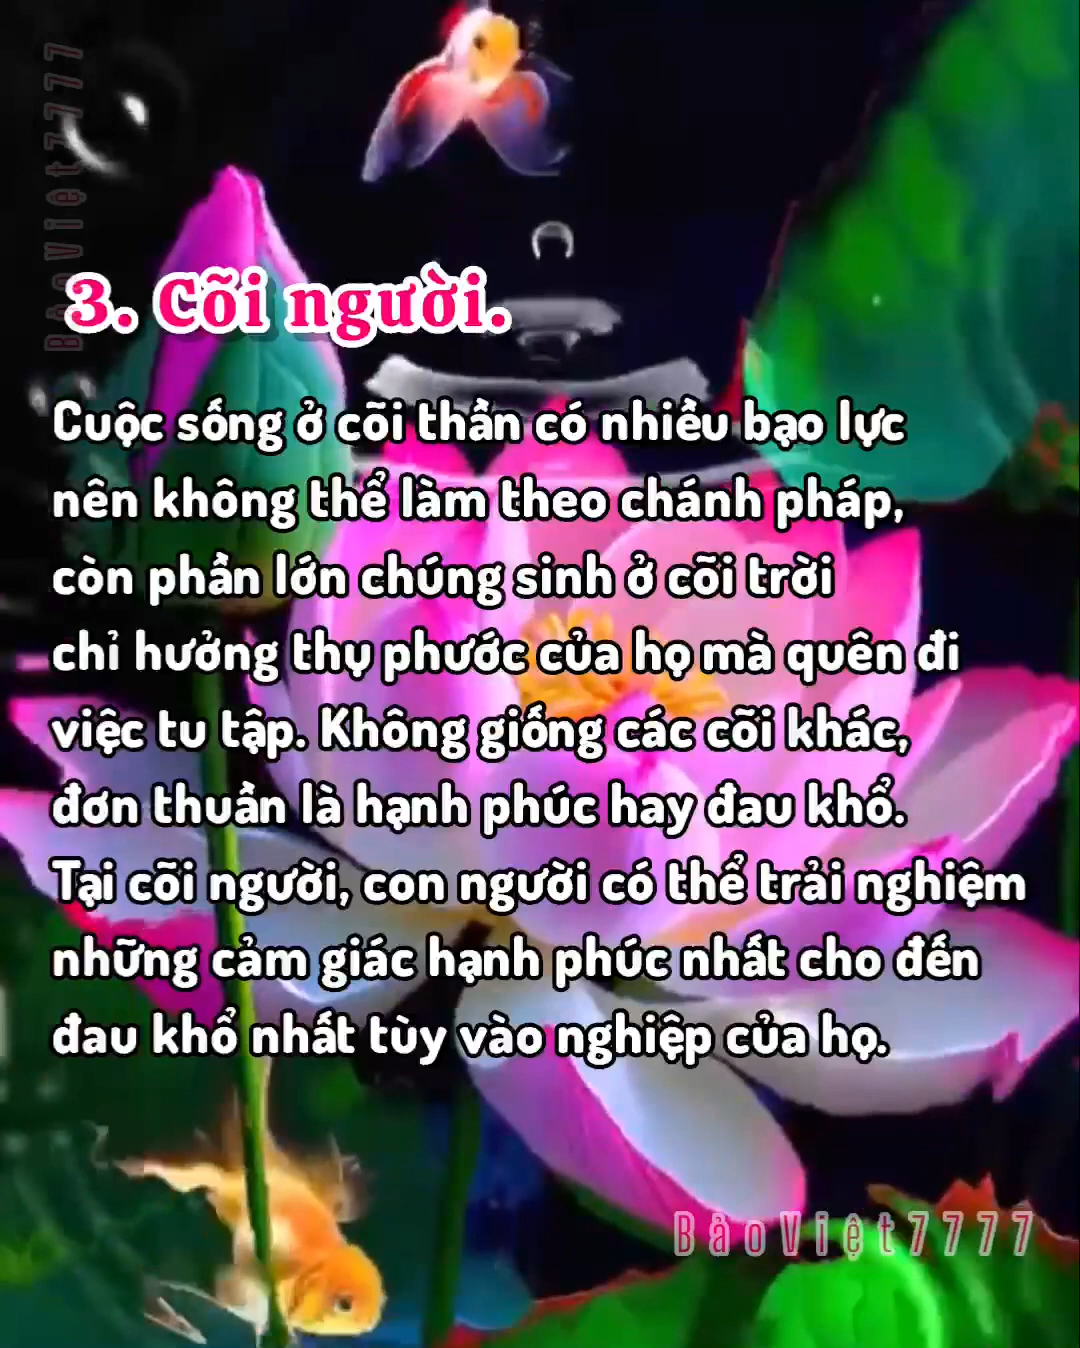 BảoViệt7777
3. Cõi người.
Cuộc sống ở cõi thần có nhiều bạo lực
nên không thể làm theo chánh pháp,
còn phần lớn chúng sinh ở cõi trời
chỉ hưởng thụ phước của họ mà quên đi
việc tu tập. Không giống các cõi khác,
đơn thuần là hạnh phúc hay đau khổ.
Tại cõi người, con người có thể trải nghiệm
những cảm giác hạnh phúc nhất cho đến
đau khổ nhất tùy vào nghiệp của họ.
BảoViệt7777